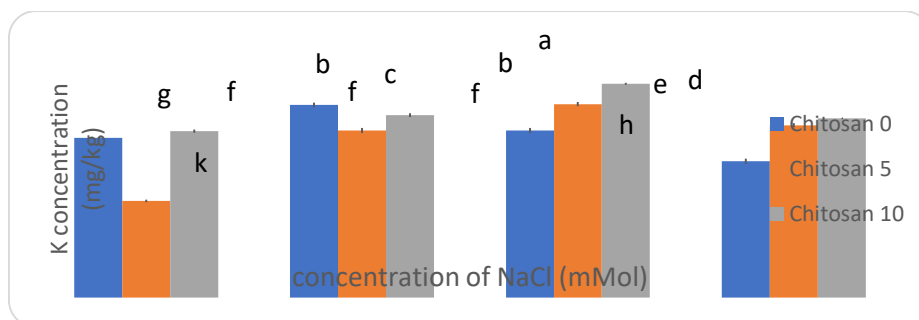 a
b
b
c
d
e
f
f
f
g
h
k
K concentration
(mg/kg)
Chitosan 0
Chitosan 5
Chitosan 10
concentration of NaCl (mMol)